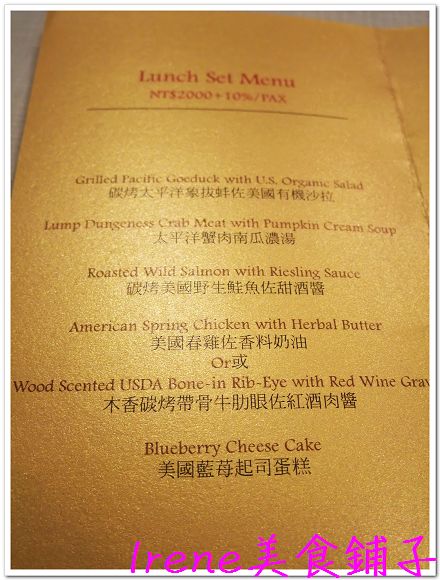 Lunch Set Menu
NT$2000+10%/PAX
Grilled Pacific Goeduck with U.S. Organic Salad
碳烤太平洋象拔蚌佐美國有機沙拉
Lump Dungeness Crab Meat with Pumpkin Cream Soup
太平洋蟹肉南瓜濃湯
Roasted Wild Salmon with Riesling Sauce
碳烤美國野生鮭魚佐甜酒醬
American Spring Chicken with Herbal Butter
美國春雞佐香料奶油
Or或
Wood Scented USDA Bone-in Rib-Eye with Red Wine Grav
木香碳烤帶骨牛肋眼佐紅酒肉醬
Blueberry Cheese Cake
美國藍莓起司蛋糕
Irene美食鋪子